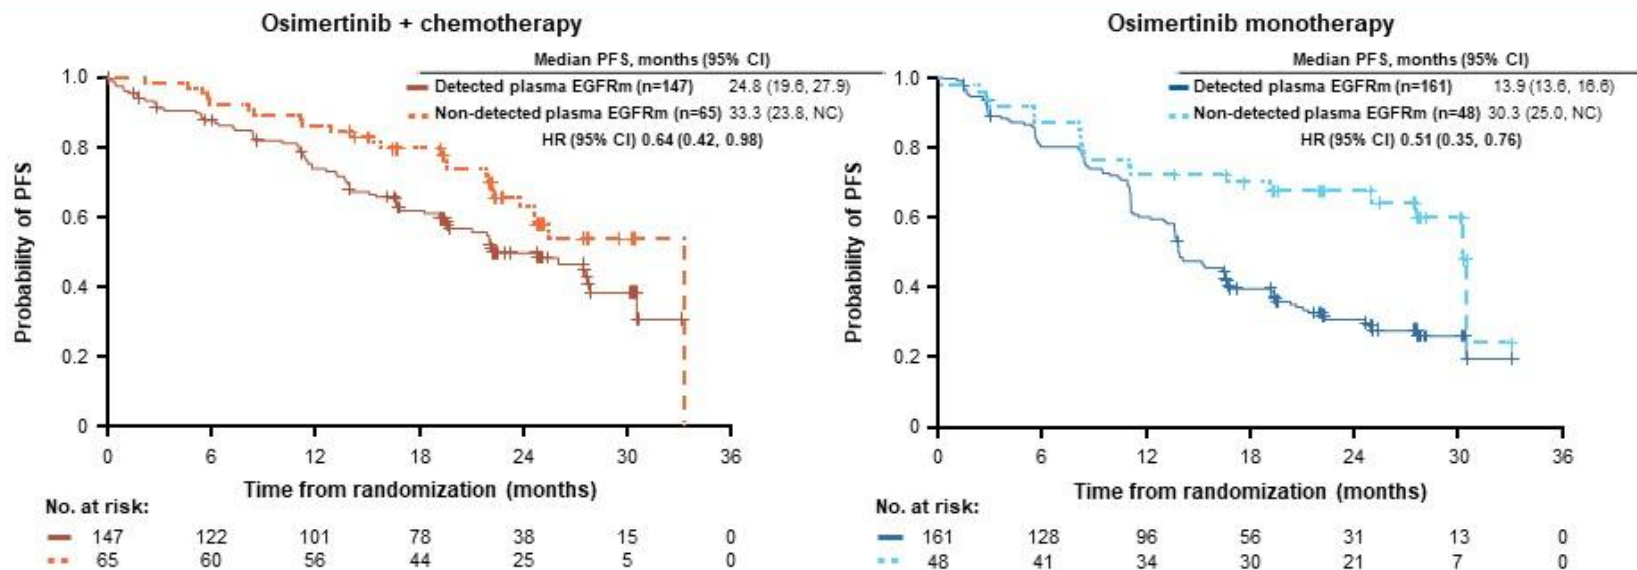 Osimertinib + chemotherapy
Median PFS, months (95% CI)
Detected plasma EGFRm (n=147) 24.8 (19.6, 27.9)
Non-detected plasma EGFRm (n=65) 33.3 (23.8, NC)
HR (95% CI) 0.64 (0.42, 0.98)
Probability of PFS
1.0
0.8
0.6
0.4
0.2
0
0 6 12 18 24 30 36
Time from randomization (months)
No. at risk:
147 122 101 78 38 15 0
65 60 56 44 25 5 0
Osimertinib monotherapy
Median PFS, months (95% CI)
Detected plasma EGFRm (n=161) 13.9 (13.6, 16.6)
Non-detected plasma EGFRm (n=48) 30.3 (25.0, NC)
HR (95% CI) 0.51 (0.35, 0.76)
Probability of PFS
1.0
0.8
0.6
0.4
0.2
0
0 6 12 18 24 30 36
Time from randomization (months)
No. at risk:
161 128 96 56 31 13 0
48 41 34 30 21 7 0